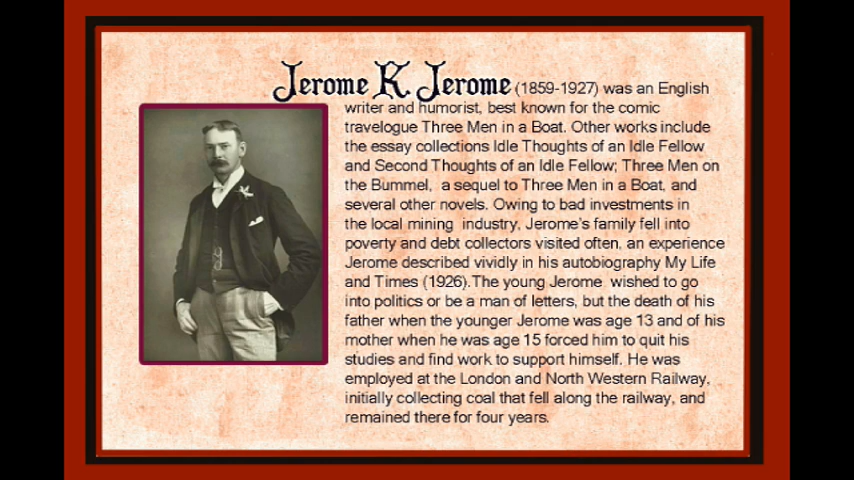 Jerome K Jerome (1859-1927) was an English
writer and humorist, best known for the comic
travelogue Three Men in a Boat. Other works include
the essay collections Idle Thoughts of an Idle Fellow
and Second Thoughts of an Idle Fellow; Three Men on
the Bummel,  a sequel to Three Men in a Boat, and
several other novels. Owing to bad investments in
the local mining  industry, Jerome's family fell into
poverty and debt collectors visited often, an experience
Jerome described vividly in his autobiography My Life
and Times (1926).The young Jerome  wished to go
into politics or be a man of letters, but the death of his
father when the younger Jerome was age 13 and of his
mother when he was age 15 forced him to quit his
studies and find work to support himself. He was
employed at the London and North Western Railway,
initially collecting coal that fell along the railway, and
remained there for four years.